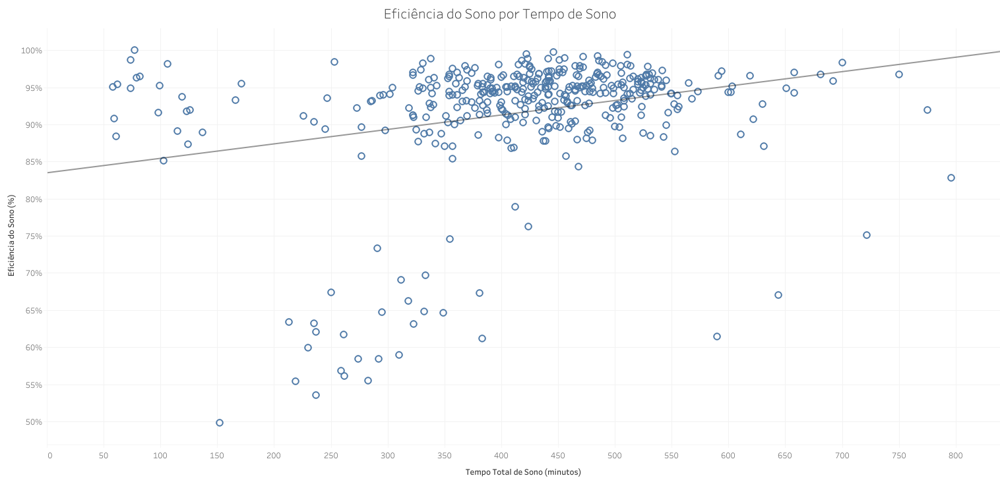 Eficiência do Sono por Tempo de Sono
100%
95%
90%
85%
80%
75%
70%
65%
60%
55%
50%
Eficiência do Sono (%)
0 50 100 150 200 250 300 350 400 450 500 550 600 650 700 750 800
Tempo Total de Sono (minutos)